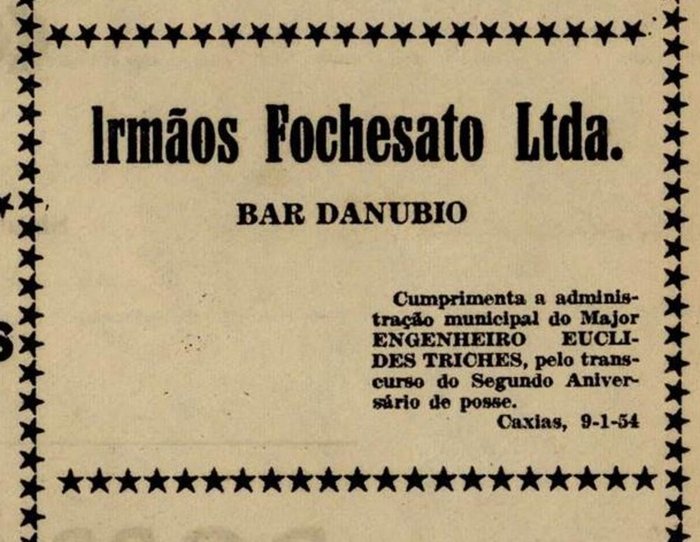 Irmãos Fochesato Ltda.
BAR DANUBIO
Cumprimenta a adminis-
tração municipal do Major
ENGENHEIRO EUCLI-
DES TRICHES, pelo trans-
curso do Segundo Aniver-
sário de posse.
Caxias, 9-1-54